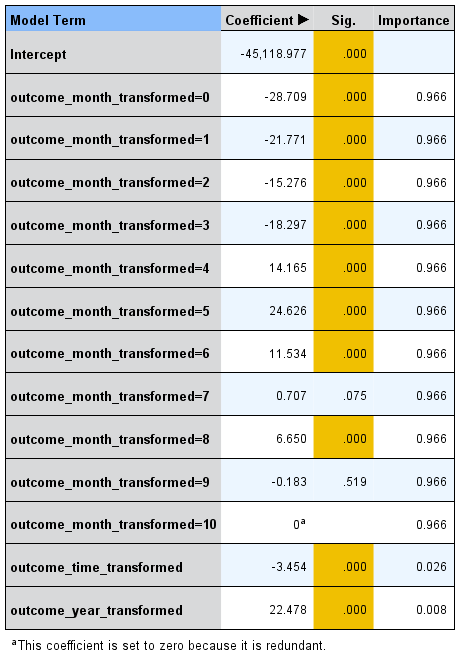 Model Term Coefficient ▶ Sig. Importance
Intercept -45,118.977 .000
outcome_month_transformed=0 -28.709 .000 0.966
outcome_month_transformed=1 -21.771 .000 0.966
outcome_month_transformed=2 -15.276 .000 0.966
outcome_month_transformed=3 -18.297 .000 0.966
outcome_month_transformed=4 14.165 .000 0.966
outcome_month_transformed=5 24.626 .000 0.966
outcome_month_transformed=6 11.534 .000 0.966
outcome_month_transformed=7 0.707 .075 0.966
outcome_month_transformed=8 6.650 .000 0.966
outcome_month_transformed=9 -0.183 .519 0.966
outcome_month_transformed=10 0ᵃ 0.966
outcome_time_transformed -3.454 .000 0.026
outcome_year_transformed 22.478 .000 0.008
ᵃThis coefficient is set to zero because it is redundant.